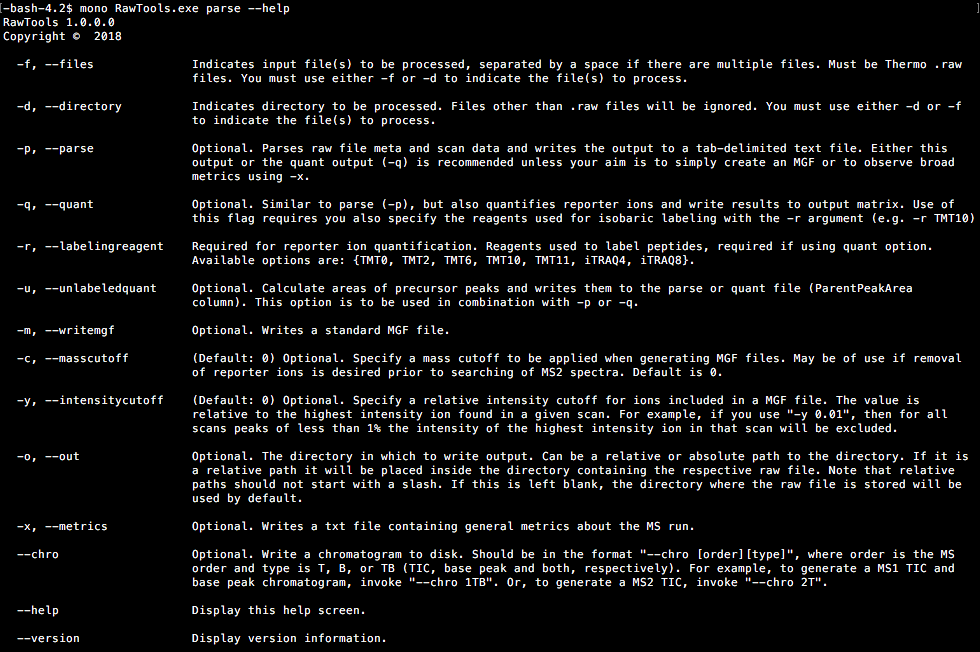 [-bash-4.2$ mono RawTools.exe parse --help ]
RawTools 1.0.0.0
Copyright © 2018
-f, --files Indicates input file(s) to be processed, separated by a space if there are multiple files. Must be Thermo .raw
files. You must use either -f or -d to indicate the file(s) to process.
-d, --directory Indicates directory to be processed. Files other than .raw files will be ignored. You must use either -d or -f
to indicate the file(s) to process.
-p, --parse Optional. Parses raw file meta and scan data and writes the output to a tab-delimited text file. Either this
output or the quant output (-q) is recommended unless your aim is to simply create an MGF or to observe broad
metrics using -x.
-q, --quant Optional. Similar to parse (-p), but also quantifies reporter ions and write results to output matrix. Use of
this flag requires you also specify the reagents used for isobaric labeling with the -r argument (e.g. -r TMT10)
-r, --labelingreagent Required for reporter ion quantification. Reagents used to label peptides, required if using quant option.
Available options are: {TMT0, TMT2, TMT6, TMT10, TMT11, iTRAQ4, iTRAQ8}.
-u, --unlabeledquant Optional. Calculate areas of precursor peaks and writes them to the parse or quant file (ParentPeakArea
column). This option is to be used in combination with -p or -q.
-m, --writemgf Optional. Writes a standard MGF file.
-c, --masscutoff (Default: 0) Optional. Specify a mass cutoff to be applied when generating MGF files. May be of use if removal
of reporter ions is desired prior to searching of MS2 spectra. Default is 0.
-y, --intensitycutoff (Default: 0) Optional. Specify a relative intensity cutoff for ions included in a MGF file. The value is
relative to the highest intensity ion found in a given scan. For example, if you use "-y 0.01", then for all
scans peaks of less than 1% the intensity of the highest intensity ion in that scan will be excluded.
-o, --out Optional. The directory in which to write output. Can be a relative or absolute path to the directory. If it is
a relative path it will be placed inside the directory containing the respective raw file. Note that relative
paths should not start with a slash. If this is left blank, the directory where the raw file is stored will be
used by default.
-x, --metrics Optional. Writes a txt file containing general metrics about the MS run.
--chro Optional. Write a chromatogram to disk. Should be in the format "--chro [order][type]", where order is the MS
order and type is T, B, or TB (TIC, base peak and both, respectively). For example, to generate a MS1 TIC and
base peak chromatogram, invoke "--chro 1TB". Or, to generate a MS2 TIC, invoke "--chro 2T".
--help Display this help screen.
--version Display version information.